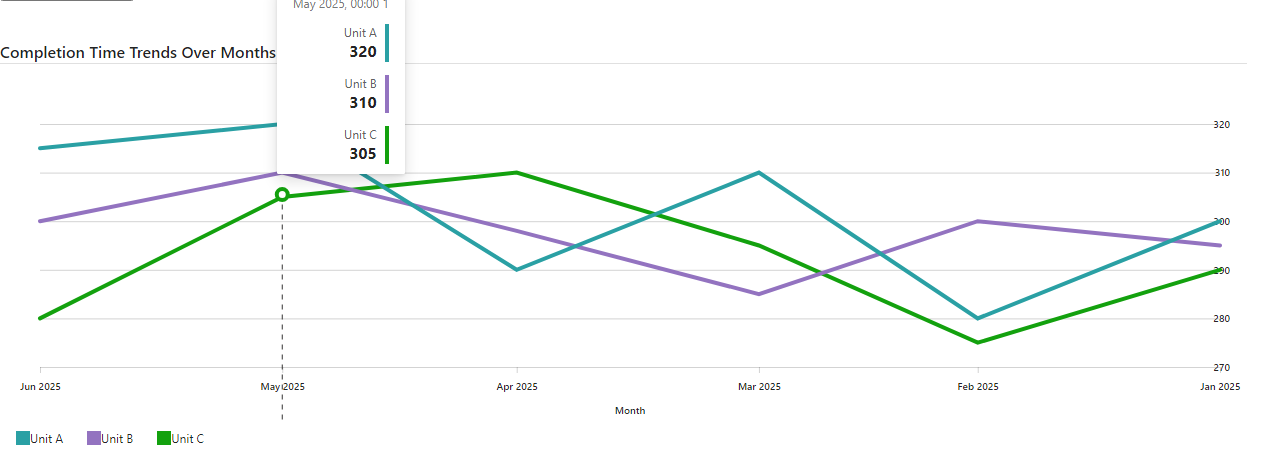 May 2025, 00:00 1
Unit A
320
Unit B
310
Unit C
305
Completion Time Trends Over Months
320
310
300
290
280
270
Jun 2025
May 2025
Apr 2025
Mar 2025
Feb 2025
Jan 2025
Month
Unit A
Unit B
Unit C